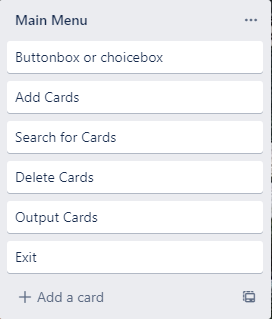 Main Menu
Buttonbox or choicebox
Add Cards
Search for Cards
Delete Cards
Output Cards
Exit
+ Add a card